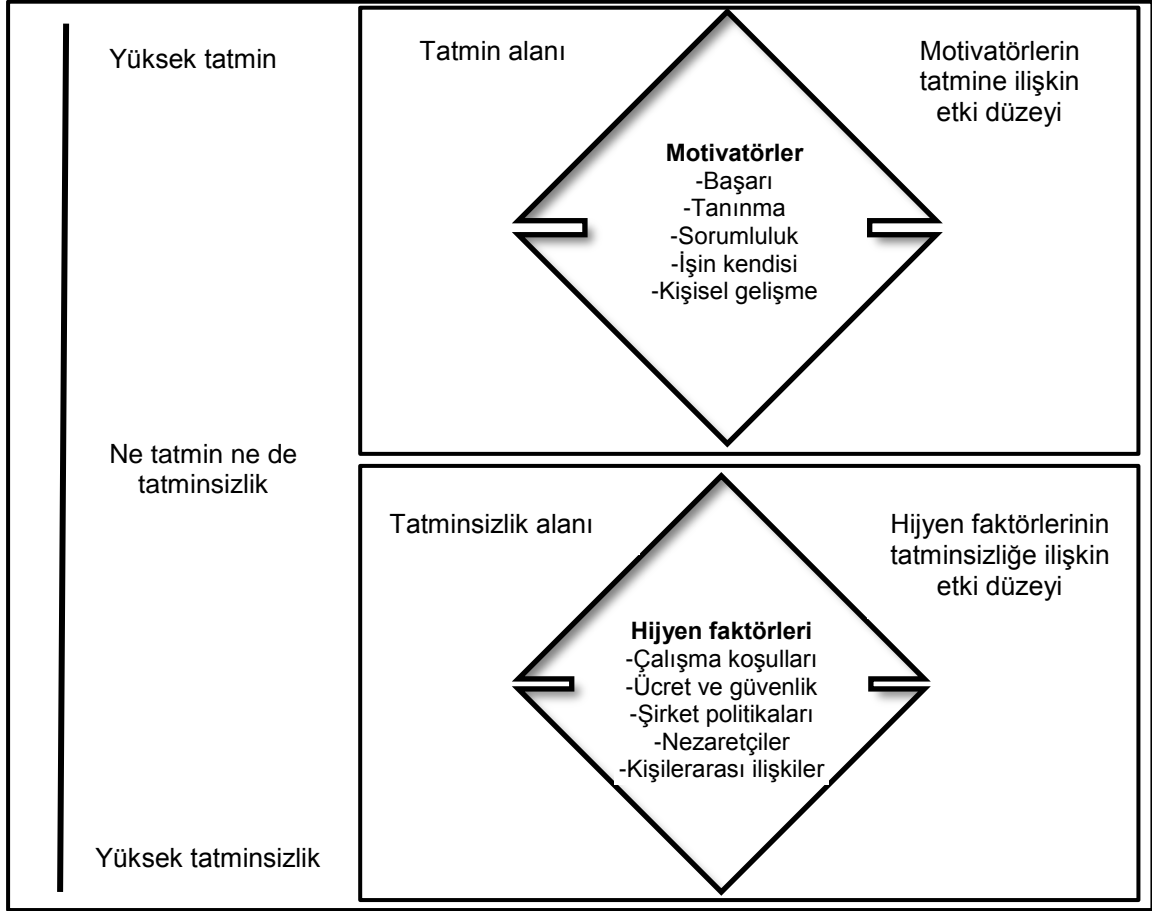 Yüksek tatmin
Tatmin alanı
Motivatörlerin
tatmine ilişkin
etki düzeyi
Motivatörler
-Başarı
-Tanınma
-Sorumluluk
-İşin kendisi
-Kişisel gelişme
Ne tatmin ne de
tatminsizlik
Tatminsizlik alanı
Hijyen faktörlerinin
tatminsizliğe ilişkin
etki düzeyi
Hijyen faktörleri
-Çalışma koşulları
-Ücret ve güvenlik
-Şirket politikaları
-Nezaretçiler
-Kişilerarası ilişkiler
Yüksek tatminsizlik